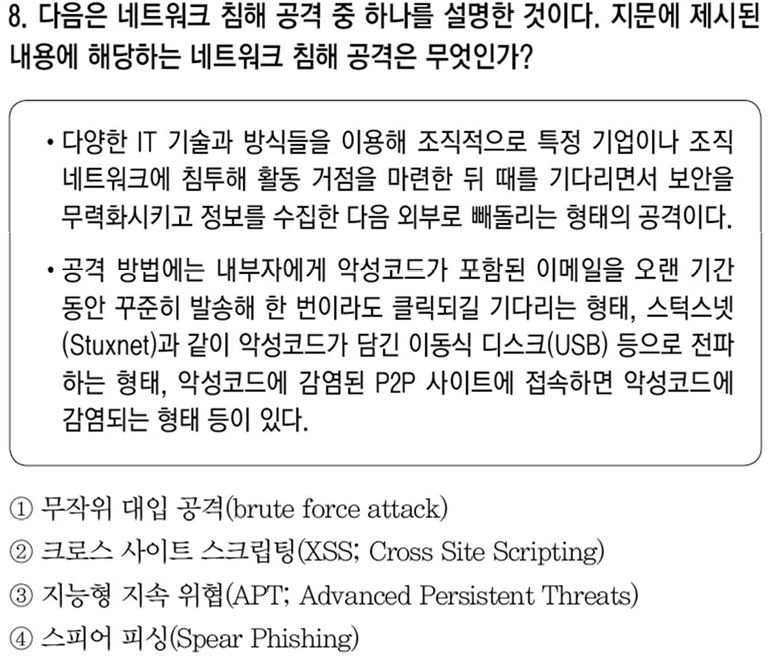 8. 다음은 네트워크 침해 공격 중 하나를 설명한 것이다. 지문에 제시된
내용에 해당하는 네트워크 침해 공격은 무엇인가?
• 다양한 IT 기술과 방식들을 이용해 조직적으로 특정 기업이나 조직
네트워크에 침투해 활동 거점을 마련한 뒤 때를 기다리면서 보안을
무력화시키고 정보를 수집한 다음 외부로 빼돌리는 형태의 공격이다.
• 공격 방법에는 내부자에게 악성코드가 포함된 이메일을 오랜 기간
동안 꾸준히 발송해 한 번이라도 클릭되길 기다리는 형태, 스턱스넷
(Stuxnet)과 같이 악성코드가 담긴 이동식 디스크(USB) 등으로 전파
하는 형태, 악성코드에 감염된 P2P 사이트에 접속하면 악성코드에
감염되는 형태 등이 있다.
① 무작위 대입 공격(brute force attack)
② 크로스 사이트 스크립팅(XSS; Cross Site Scripting)
③ 지능형 지속 위협(APT; Advanced Persistent Threats)
④ 스피어 피싱(Spear Phishing)